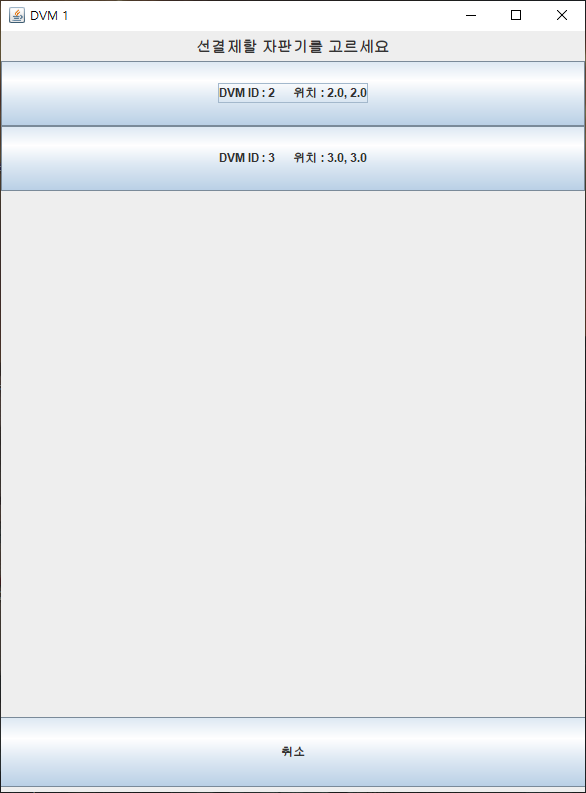 DVM 1
선결제할 자판기를 고르세요
DVM ID : 2 위치 : 2.0, 2.0
DVM ID : 3 위치 : 3.0, 3.0
취소